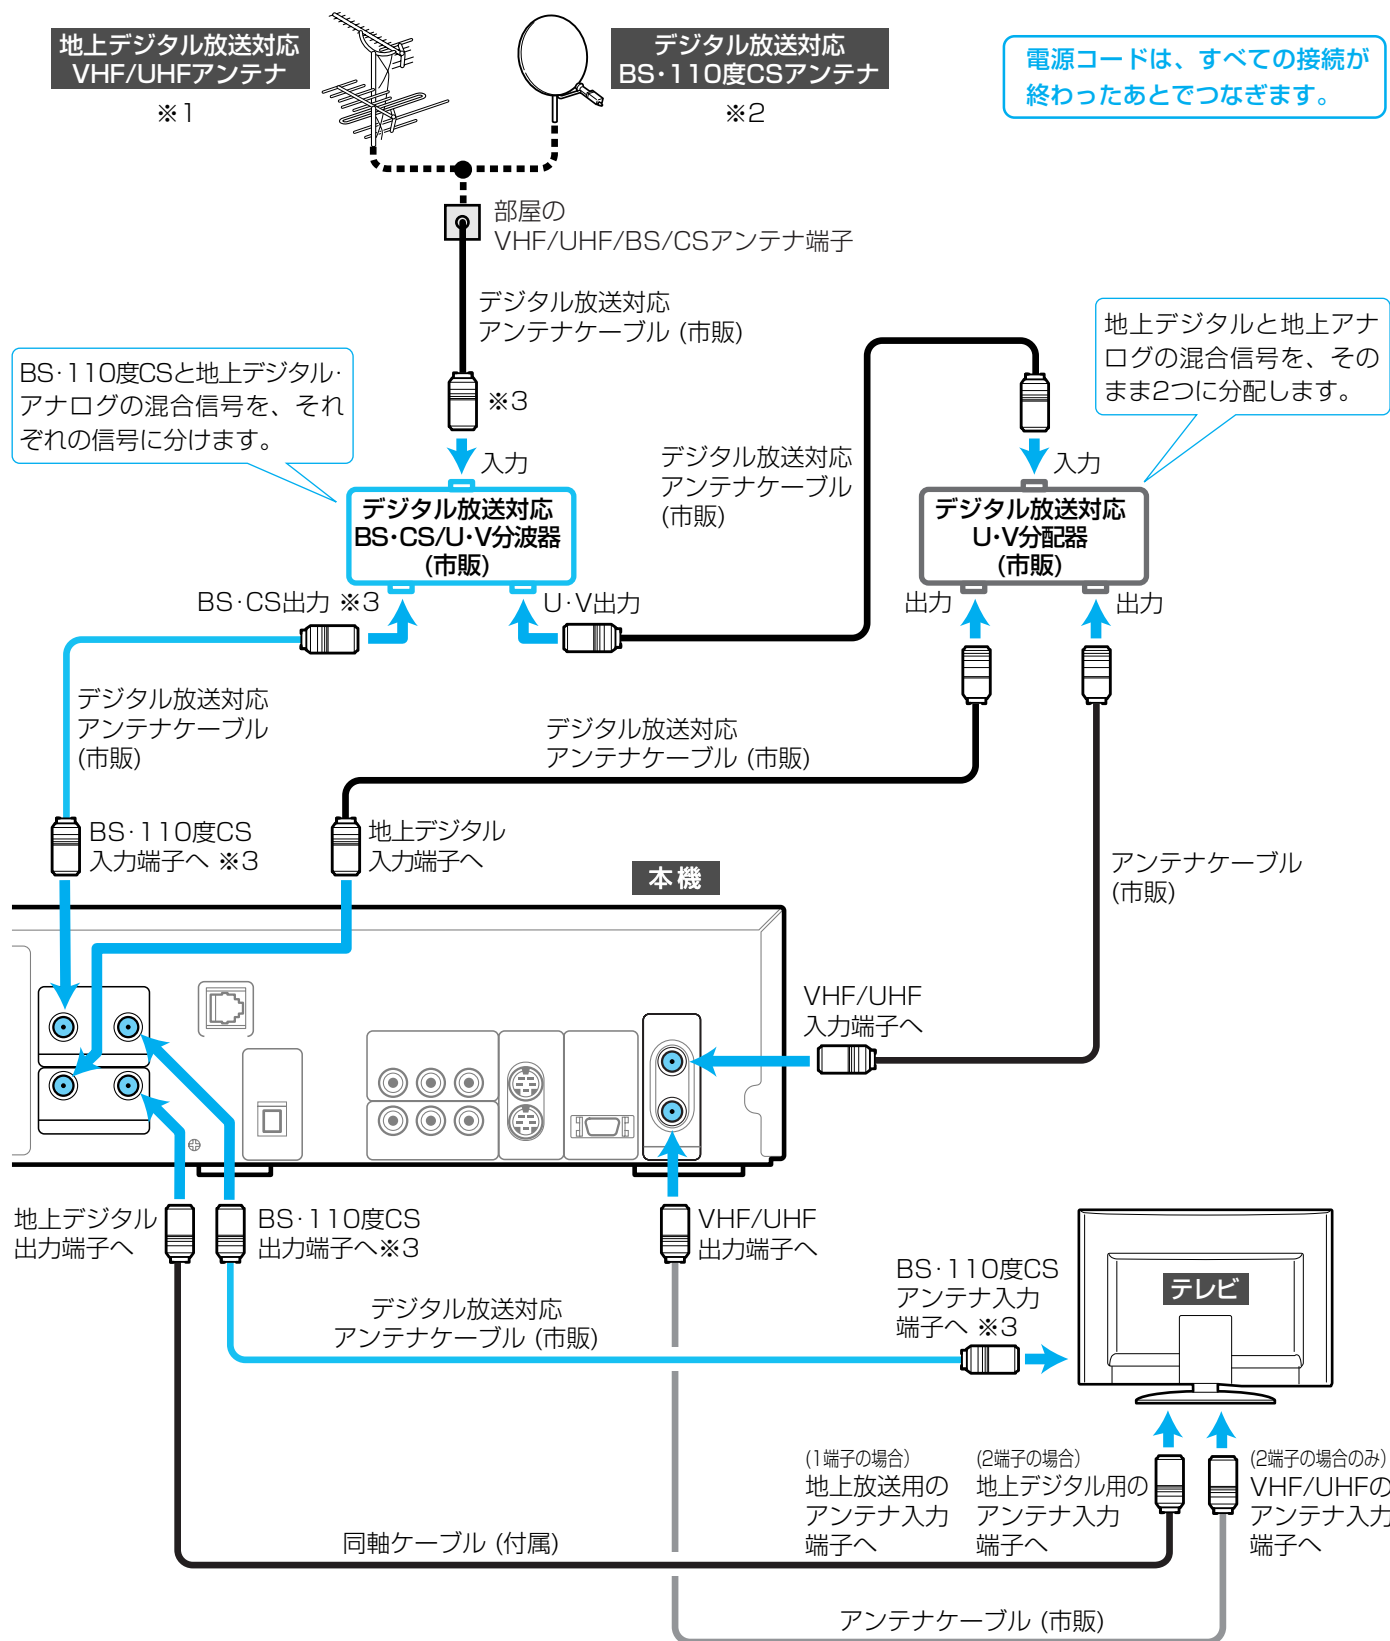 地上デジタル放送対応
VHF/UHFアンテナ
※1
デジタル放送対応
BS･110度CSアンテナ
※2
電源コードは、すべての接続が
終わったあとでつなぎます。
部屋の
VHF/UHF/BS/CSアンテナ端子
デジタル放送対応
アンテナケーブル (市販)
BS･110度CSと地上デジタル･
アナログの混合信号を、それ
ぞれの信号に分けます。
※3
入力
デジタル放送対応
BS･CS/U･V分波器
(市販)
BS･CS出力 ※3
U･V出力
デジタル放送対応
アンテナケーブル
(市販)
地上デジタルと地上アナ
ログの混合信号を、その
まま2つに分配します。
入力
デジタル放送対応
U･V分配器
(市販)
出力
出力
デジタル放送対応
アンテナケーブル
(市販)
デジタル放送対応
アンテナケーブル (市販)
BS･110度CS
入力端子へ ※3
地上デジタル
入力端子へ
本機
アンテナケーブル
(市販)
VHF/UHF
入力端子へ
地上デジタル
出力端子へ
BS･110度CS
出力端子へ※3
VHF/UHF
出力端子へ
デジタル放送対応
アンテナケーブル (市販)
BS･110度CS
アンテナ入力
端子へ ※3
テレビ
(1端子の場合)
地上放送用の
アンテナ入力
端子へ
(2端子の場合)
地上デジタル用の
アンテナ入力
端子へ
(2端子の場合のみ)
VHF/UHFの
アンテナ入力
端子へ
同軸ケーブル (付属)
アンテナケーブル (市販)